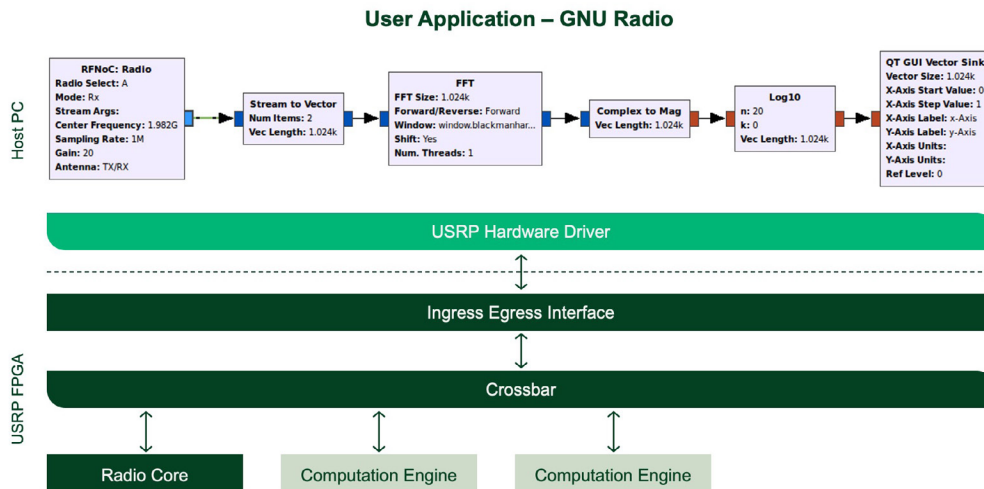 User Application – GNU Radio
Host PC
RFNoC: Radio
Radio Select: A
Mode: Rx
Stream Args:
Center Frequency: 1.982G
Sampling Rate: 1M
Gain: 20
Antenna: TX/RX
Stream to Vector
Num Items: 2
Vec Length: 1.024k
FFT
FFT Size: 1.024k
Forward/Reverse: Forward
Window: window.blackmanhar...
Shift: Yes
Num. Threads: 1
Complex to Mag
Vec Length: 1.024k
Log10
n: 20
k: 0
Vec Length: 1.024k
QT GUI Vector Sink
Vector Size: 1.024k
X-Axis Start Value: 0
X-Axis Step Value: 1
X-Axis Label: x-Axis
Y-Axis Label: y-Axis
X-Axis Units:
Y-Axis Units:
Ref Level: 0
USRP Hardware Driver
USRP FPGA
Ingress Egress Interface
Crossbar
Radio Core
Computation Engine
Computation Engine